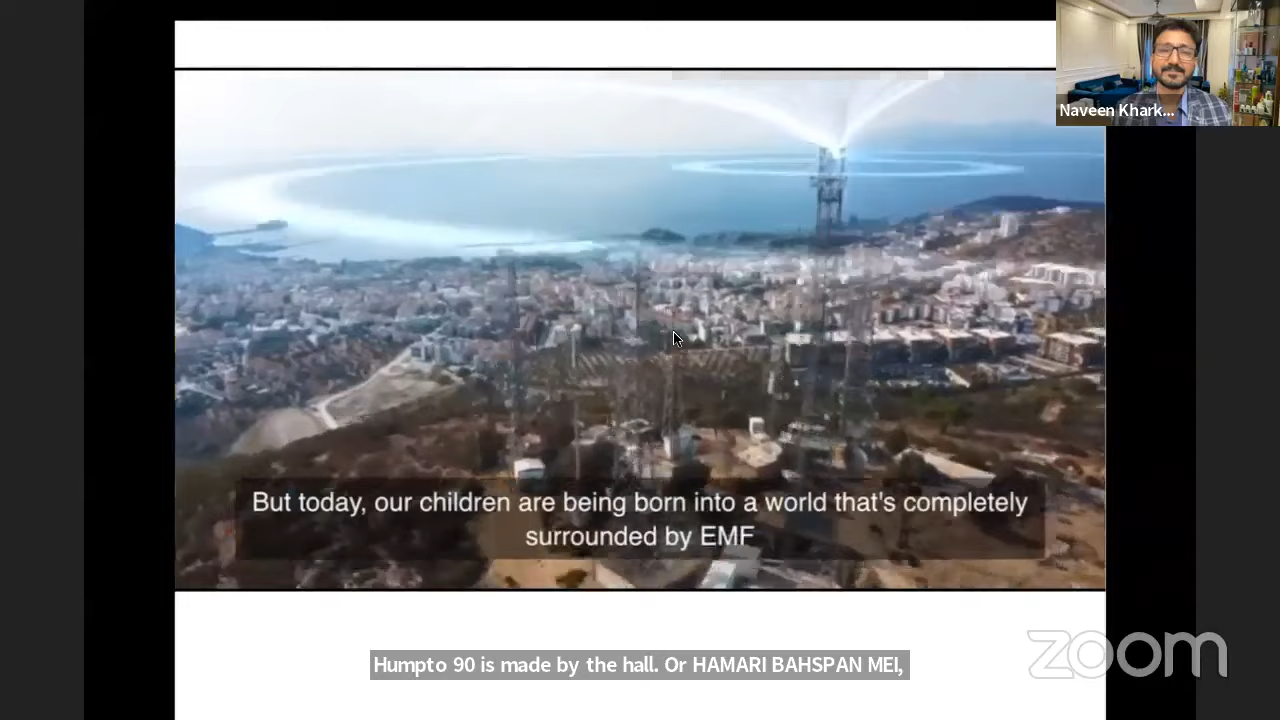 Naveen Khark...
But today, our children are being born into a world that's completely
surrounded by EMF
Humpto 90 is made by the hall. Or HAMARI BAHSPAN MEI,
zoom